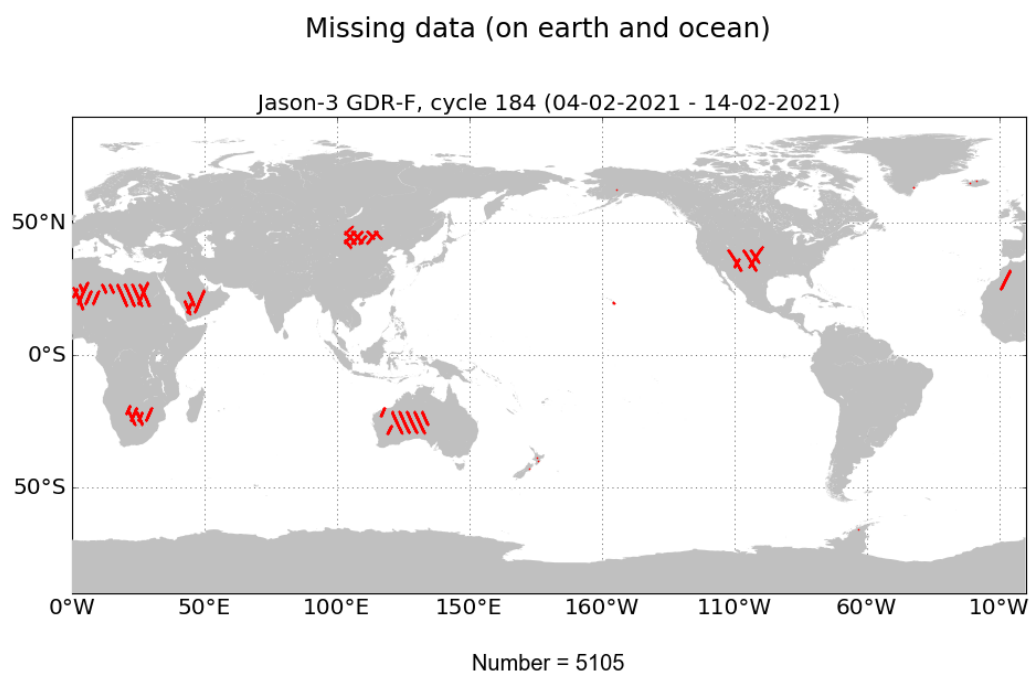 Missing data (on earth and ocean)
Jason-3 GDR-F, cycle 184 (04-02-2021 - 14-02-2021)
50°N
0°S
50°S
0°W 50°E 100°E 150°E 160°W 110°W 60°W 10°W
Number = 5105